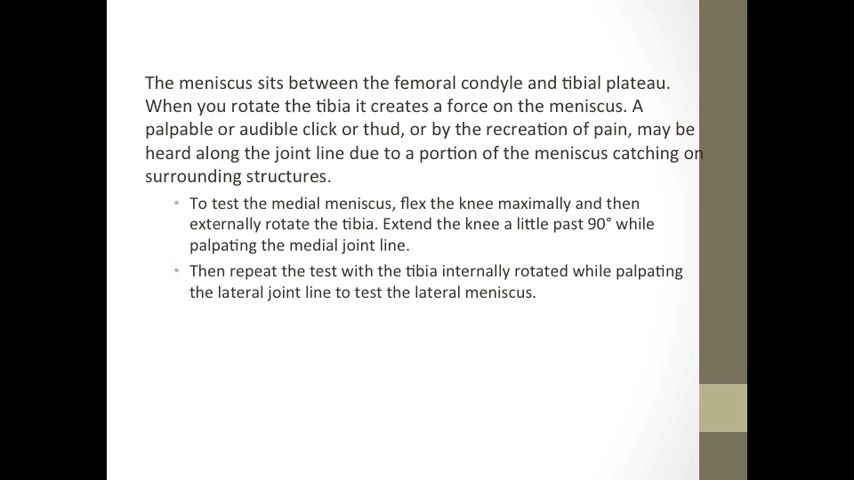 The meniscus sits between the femoral condyle and tibial plateau.
When you rotate the tibia it creates a force on the meniscus. A
palpable or audible click or thud, or by the recreation of pain, may be
heard along the joint line due to a portion of the meniscus catching on
surrounding structures.
• To test the medial meniscus, flex the knee maximally and then
externally rotate the tibia. Extend the knee a little past 90° while
palpating the medial joint line.
• Then repeat the test with the tibia internally rotated while palpating
the lateral joint line to test the lateral meniscus.